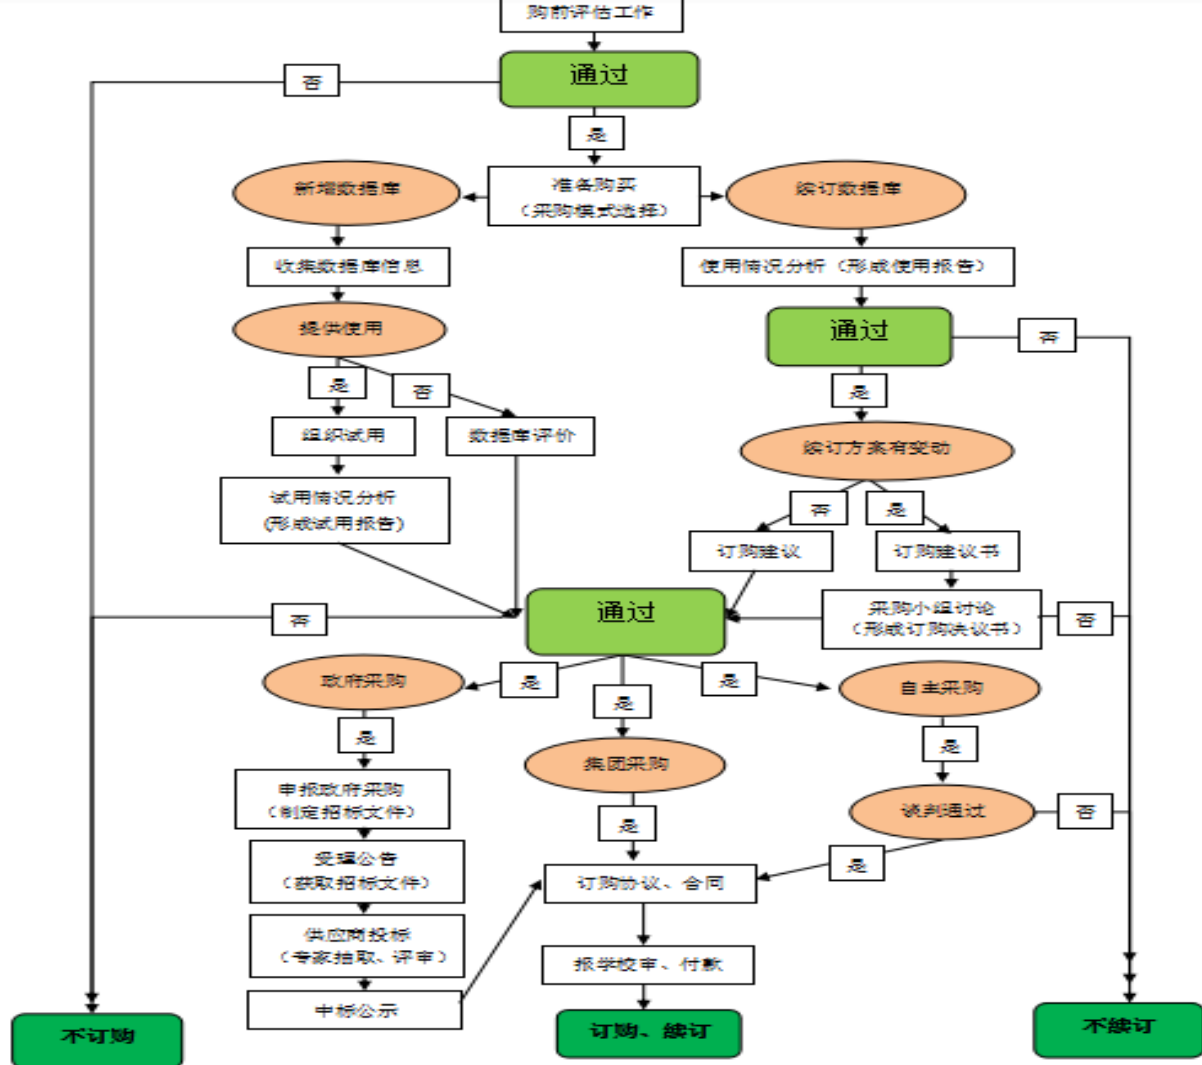 购前评估工作
通过
否
是
新增数据库
准备购买
（采购模式选择）
续订数据库
收集数据库信息
使用情况分析（形成使用报告）
提供使用
通过
否
是
否
是
组织试用
数据库评价
续订方案有变动
试用情况分析
(形成试用报告)
否
是
订购建议
订购建议书
通过
采购小组讨论
（形成订购决议书）
否
否
政府采购
是
是
是
自主采购
是
是
集团采购
申报政府采购
（制定招标文件）
是
谈判通过
否
受理公告
（获取招标文件）
是
订购协议、合同
供应商投标
（专家抽取、评审）
报学校审、付款
中标公示
不订购
订购、续订
不续订